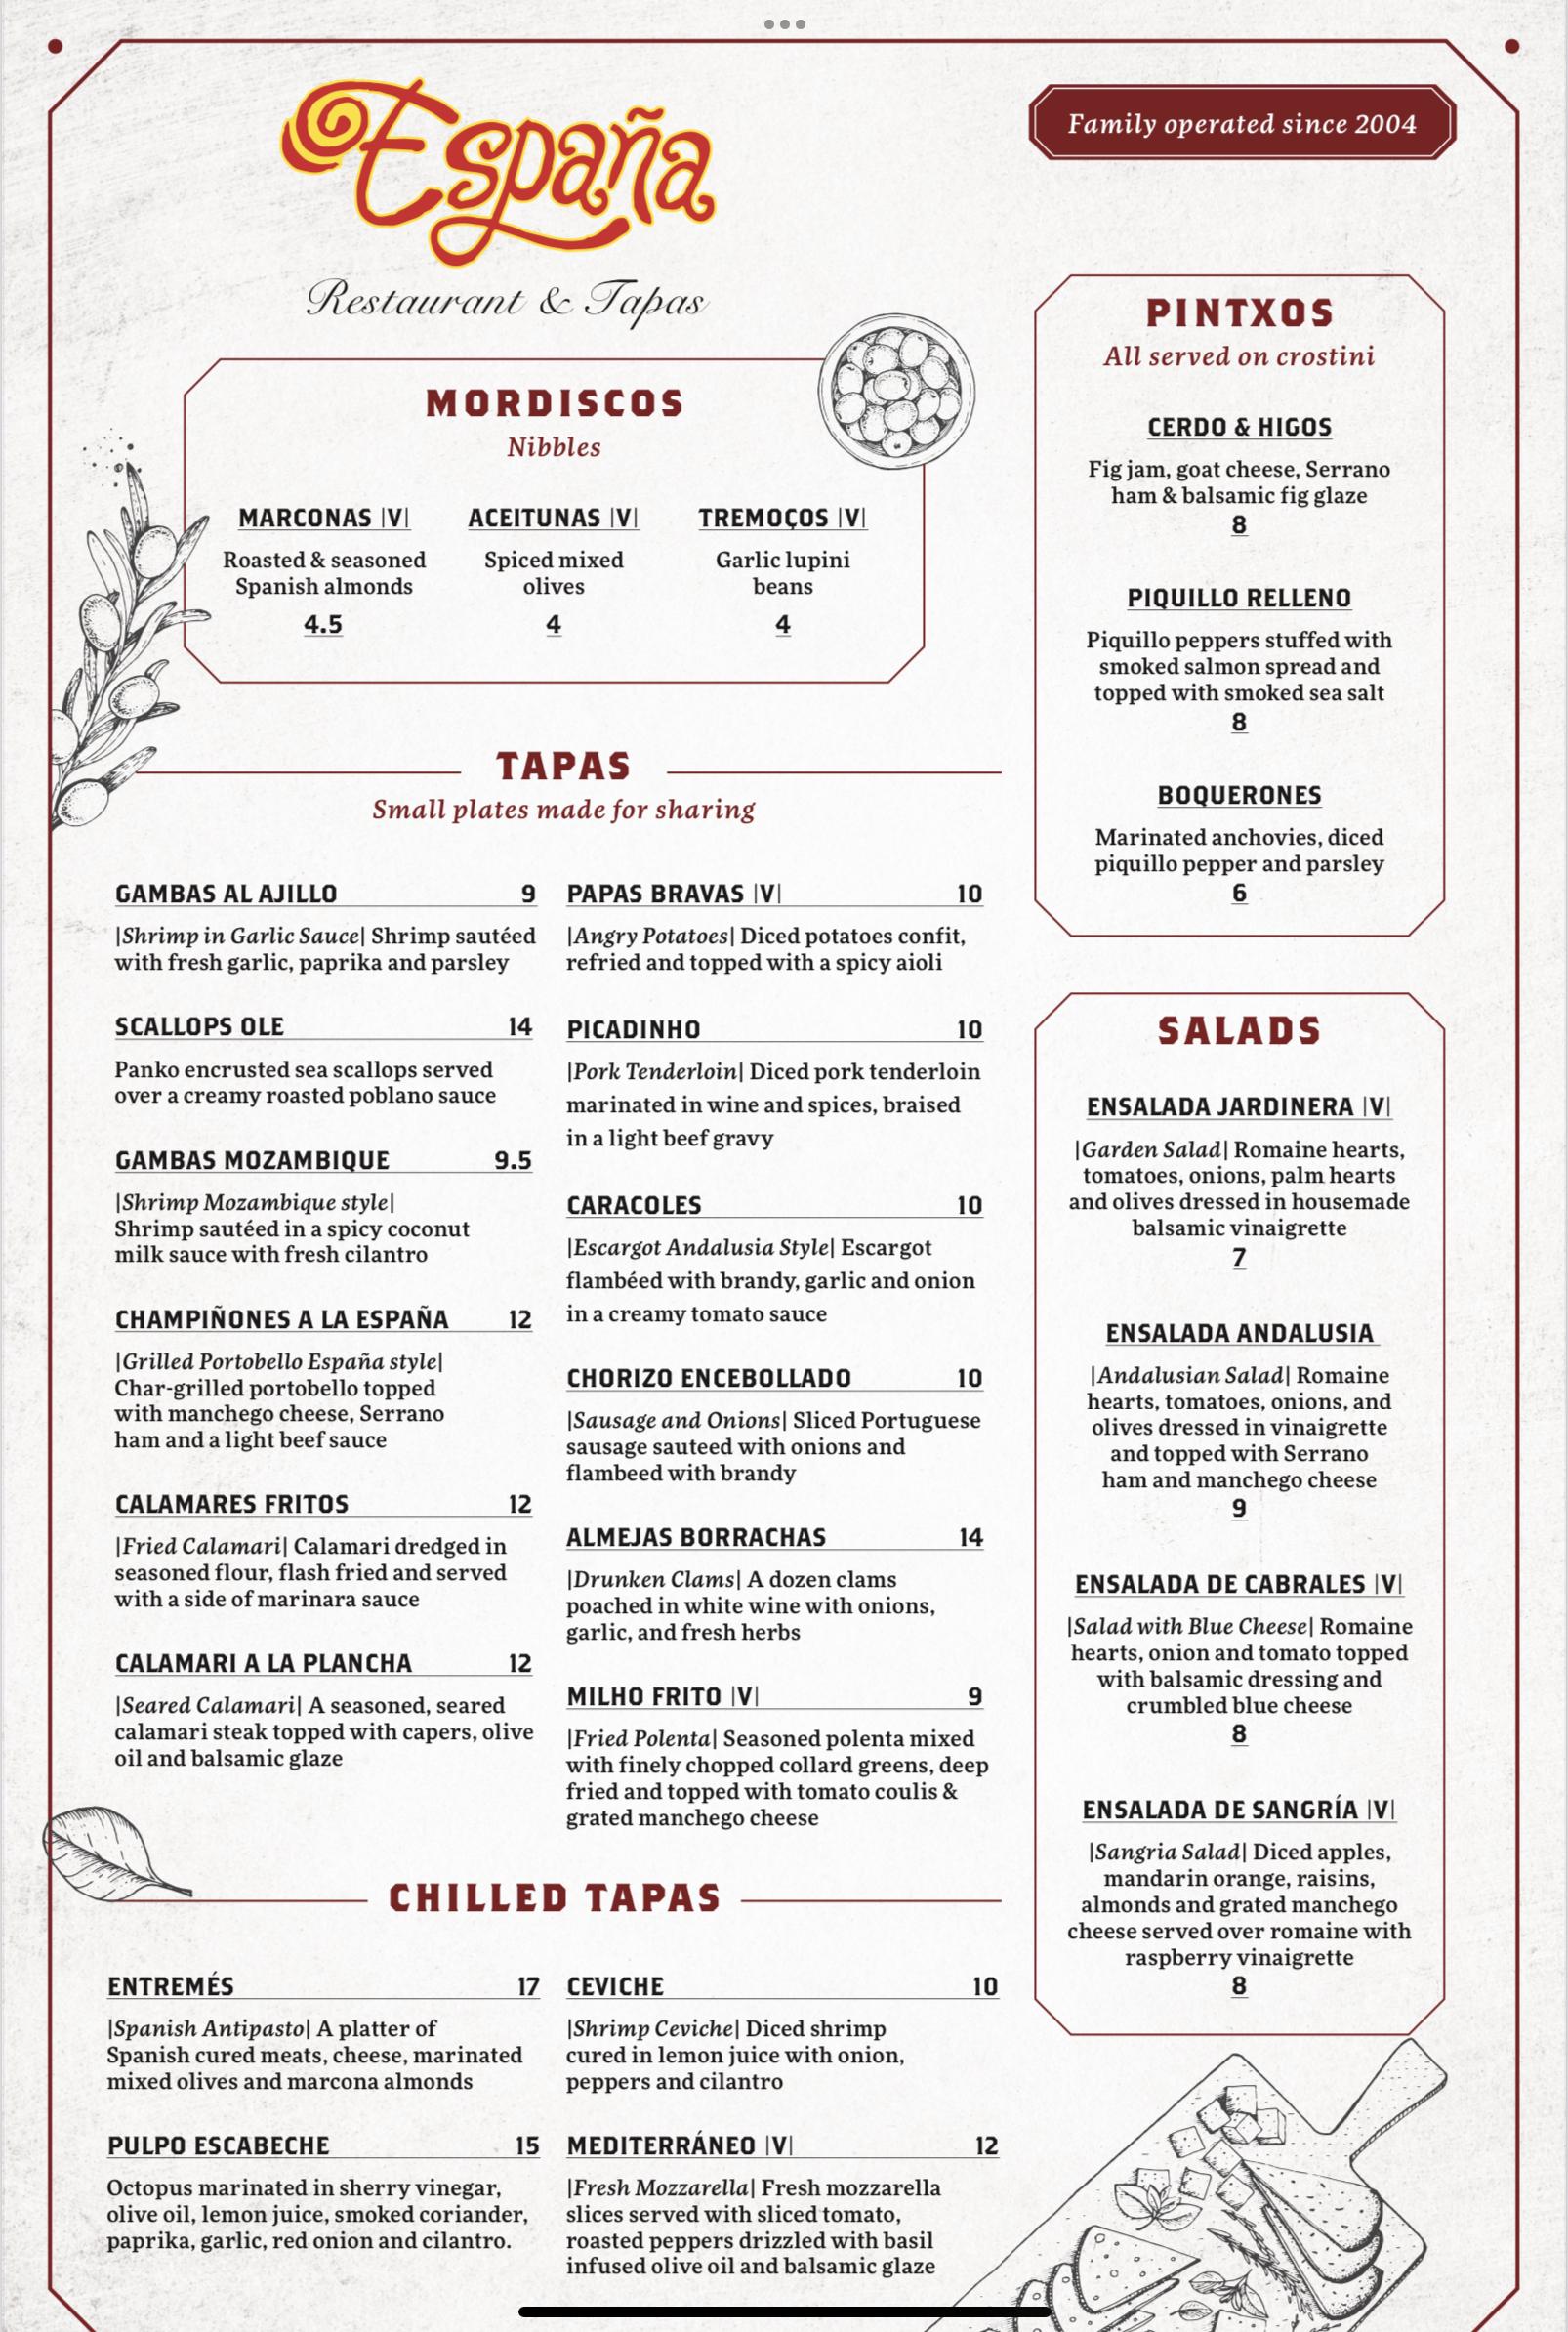 España
Restaurant & Tapas
Family operated since 2004
MORDISCOS
Nibbles
MARCONAS |V|
Roasted & seasoned
Spanish almonds
4.5
ACEITUNAS |V|
Spiced mixed
olives
4
TREMOÇOS |V|
Garlic lupini
beans
4
TAPAS
Small plates made for sharing
GAMBAS AL AJILLO 9
|Shrimp in Garlic Sauce| Shrimp sautéed
with fresh garlic, paprika and parsley
SCALLOPS OLE 14
Panko encrusted sea scallops served
over a creamy roasted poblano sauce
GAMBAS MOZAMBIQUE 9.5
|Shrimp Mozambique style|
Shrimp sautéed in a spicy coconut
milk sauce with fresh cilantro
CHAMPIÑONES A LA ESPAÑA 12
|Grilled Portobello España style|
Char-grilled portobello topped
with manchego cheese, Serrano
ham and a light beef sauce
CALAMARES FRITOS 12
|Fried Calamari| Calamari dredged in
seasoned flour, flash fried and served
with a side of marinara sauce
CALAMARI A LA PLANCHA 12
|Seared Calamari| A seasoned, seared
calamari steak topped with capers, olive
oil and balsamic glaze
PAPAS BRAVAS |V| 10
|Angry Potatoes| Diced potatoes confit,
refried and topped with a spicy aioli
PICADINHO 10
|Pork Tenderloin| Diced pork tenderloin
marinated in wine and spices, braised
in a light beef gravy
CARACOLES 10
|Escargot Andalusia Style| Escargot
flambéed with brandy, garlic and onion
in a creamy tomato sauce
CHORIZO ENCEBOLLADO 10
|Sausage and Onions| Sliced Portuguese
sausage sauteed with onions and
flambeed with brandy
ALMEJAS BORRACHAS 14
|Drunken Clams| A dozen clams
poached in white wine with onions,
garlic, and fresh herbs
MILHO FRITO |V| 9
|Fried Polenta| Seasoned polenta mixed
with finely chopped collard greens, deep
fried and topped with tomato coulis &
grated manchego cheese
CHILLED TAPAS
ENTREMÉS 17
|Spanish Antipasto| A platter of
Spanish cured meats, cheese, marinated
mixed olives and marcona almonds
PULPO ESCABECHE 15
Octopus marinated in sherry vinegar,
olive oil, lemon juice, smoked coriander,
paprika, garlic, red onion and cilantro.
CEVICHE 10
|Shrimp Ceviche| Diced shrimp
cured in lemon juice with onion,
peppers and cilantro
MEDITERRÁNEO |V| 12
|Fresh Mozzarella| Fresh mozzarella
slices served with sliced tomato,
roasted peppers drizzled with basil
infused olive oil and balsamic glaze
PINTXOS
All served on crostini
CERDO & HIGOS
Fig jam, goat cheese, Serrano
ham & balsamic fig glaze
8
PIQUILLO RELLENO
Piquillo peppers stuffed with
smoked salmon spread and
topped with smoked sea salt
8
BOQUERONES
Marinated anchovies, diced
piquillo pepper and parsley
6
SALADS
ENSALADA JARDINERA |V|
|Garden Salad| Romaine hearts,
tomatoes, onions, palm hearts
and olives dressed in housemade
balsamic vinaigrette
7
ENSALADA ANDALUSIA
|Andalusian Salad| Romaine
hearts, tomatoes, onions, and
olives dressed in vinaigrette
and topped with Serrano
ham and manchego cheese
9
ENSALADA DE CABRALES |V|
|Salad with Blue Cheese| Romaine
hearts, onion and tomato topped
with balsamic dressing and
crumbled blue cheese
8
ENSALADA DE SANGRÍA |V|
|Sangria Salad| Diced apples,
mandarin orange, raisins,
almonds and grated manchego
cheese served over romaine with
raspberry vinaigrette
8